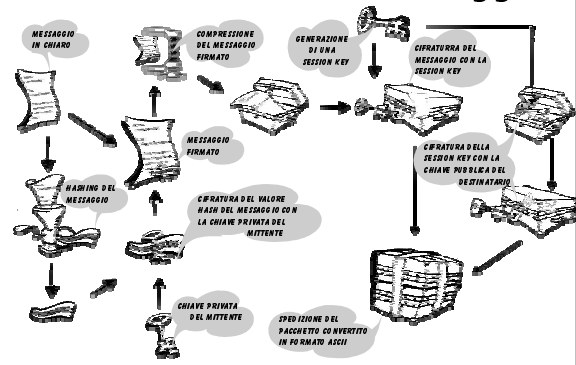 MESSAGGIO
IN CHIARO
COMPRESSIONE
DEL MESSAGGIO
FIRMATO
GENERAZIONE
DI UNA
SESSION KEY
CIFRATURRA DEL
MESSAGGIO CON LA
SESSION KEY
MESSAGGIO
FIRMATO
CIFRATURA DELLA
SESSION KEY CON LA
CHIAVE PUBBLICA DEL
DESTINATARIO
HASHING DEL
MESSAGGIO
CIFRATURA DEL VALORE
HASH DEL MESSAGGIO CON
LA CHIAVE PRIVATA DEL
MITTENTE
CHIAVE PRIVATA
DEL MITTENTE
SPEDIZIONE DEL
PACCHETTO CONVERTITO
IN FORMATO ASCII